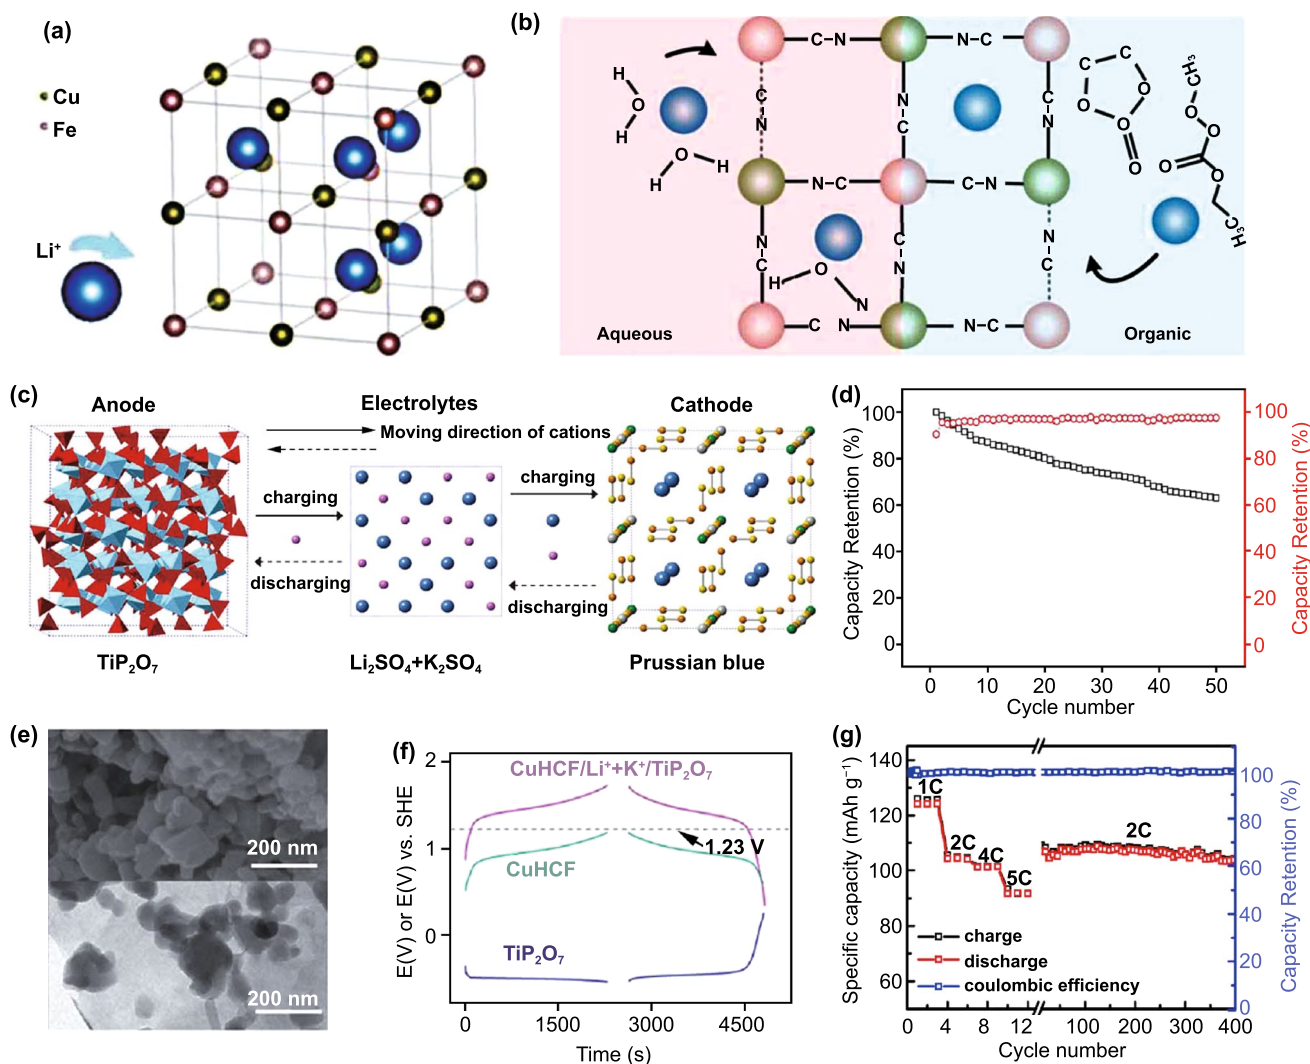 (a)
Cu
Fe
Li⁺
(b)
C–N
N–C
H
O
H
O
H
H
C
N
N
C
C
N
C
C
O
O
O
O
CH₃
O
O
O
O
H₃C
N–C
C–N
N
C
C
N
N
C
O
H
N
C N
N–C
Aqueous
Organic
(c)
Anode
Electrolytes
Cathode
Moving direction of cations
charging
discharging
charging
discharging
TiP₂O₇
Li₂SO₄+K₂SO₄
Prussian blue
(d)
Capacity Retention (%)
100
80
60
40
20
0
0 10 20 30 40 50
Cycle number
100
80
60
40
20
0
Capacity Retention (%)
(e)
200 nm
200 nm
(f)
E(V) or E(V) vs. SHE
2
1
0
CuHCF/Li⁺+K⁺/TiP₂O₇
1.23 V
CuHCF
TiP₂O₇
0 1500 3000 4500
Time (s)
(g)
Specific capacity (mAh g⁻¹)
140
120
100
80
60
1C
2C
4C
5C
2C
charge
discharge
coulombic efficiency
0 4 8 12 100 200 300 400
Cycle number
100
80
60
40
20
0
Capacity Retention (%)